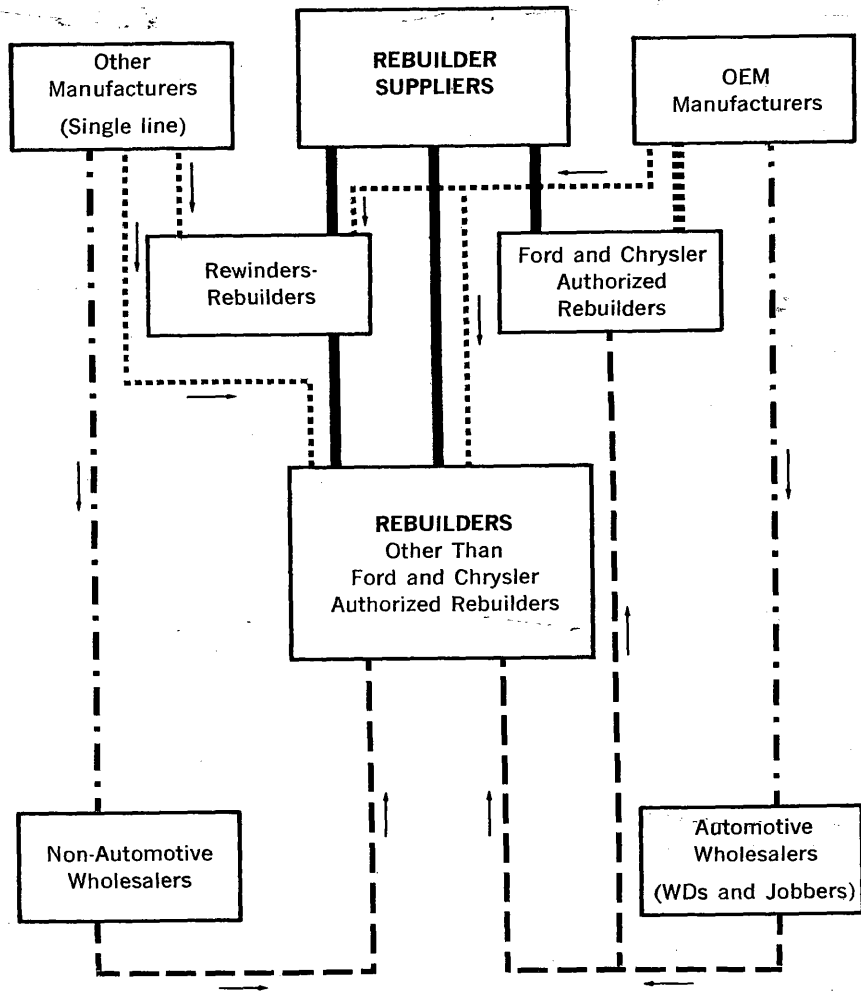 Other
Manufacturers
(Single line)
REBUILDER
SUPPLIERS
OEM
Manufacturers
Rewinders-
Rebuilders
Ford and Chrysler
Authorized
Rebuilders
REBUILDERS
Other Than
Ford and Chrysler
Authorized Rebuilders
Non-Automotive
Wholesalers
Automotive
Wholesalers
(WDs and Jobbers)